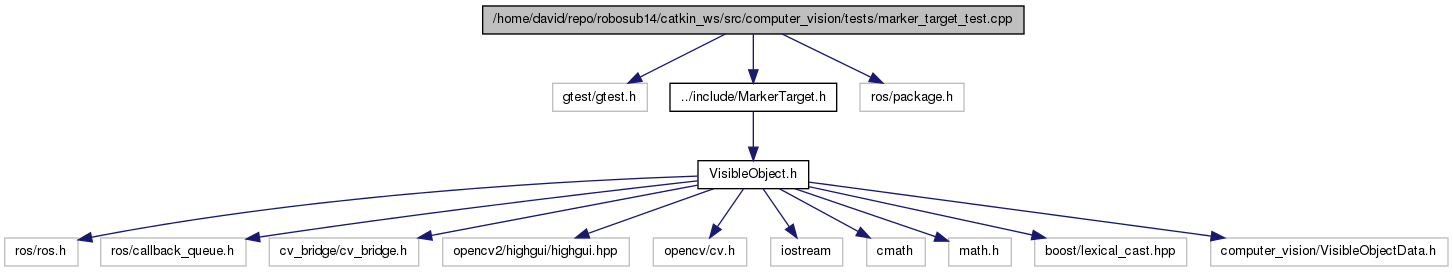 /home/david/repo/robosub14/catkin_ws/src/computer_vision/tests/marker_target_test.cpp
gtest/gtest.h
../include/MarkerTarget.h
ros/package.h
VisibleObject.h
ros/ros.h
ros/callback_queue.h
cv_bridge/cv_bridge.h
opencv2/highgui/highgui.hpp
opencv/cv.h
iostream
cmath
math.h
boost/lexical_cast.hpp
computer_vision/VisibleObjectData.h